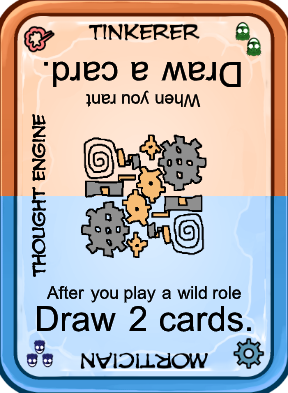 TINKERER
Draw a card.
When you rant
THOUGHT ENGINE
After you play a wild role
Draw 2 cards.
MORTICIAN